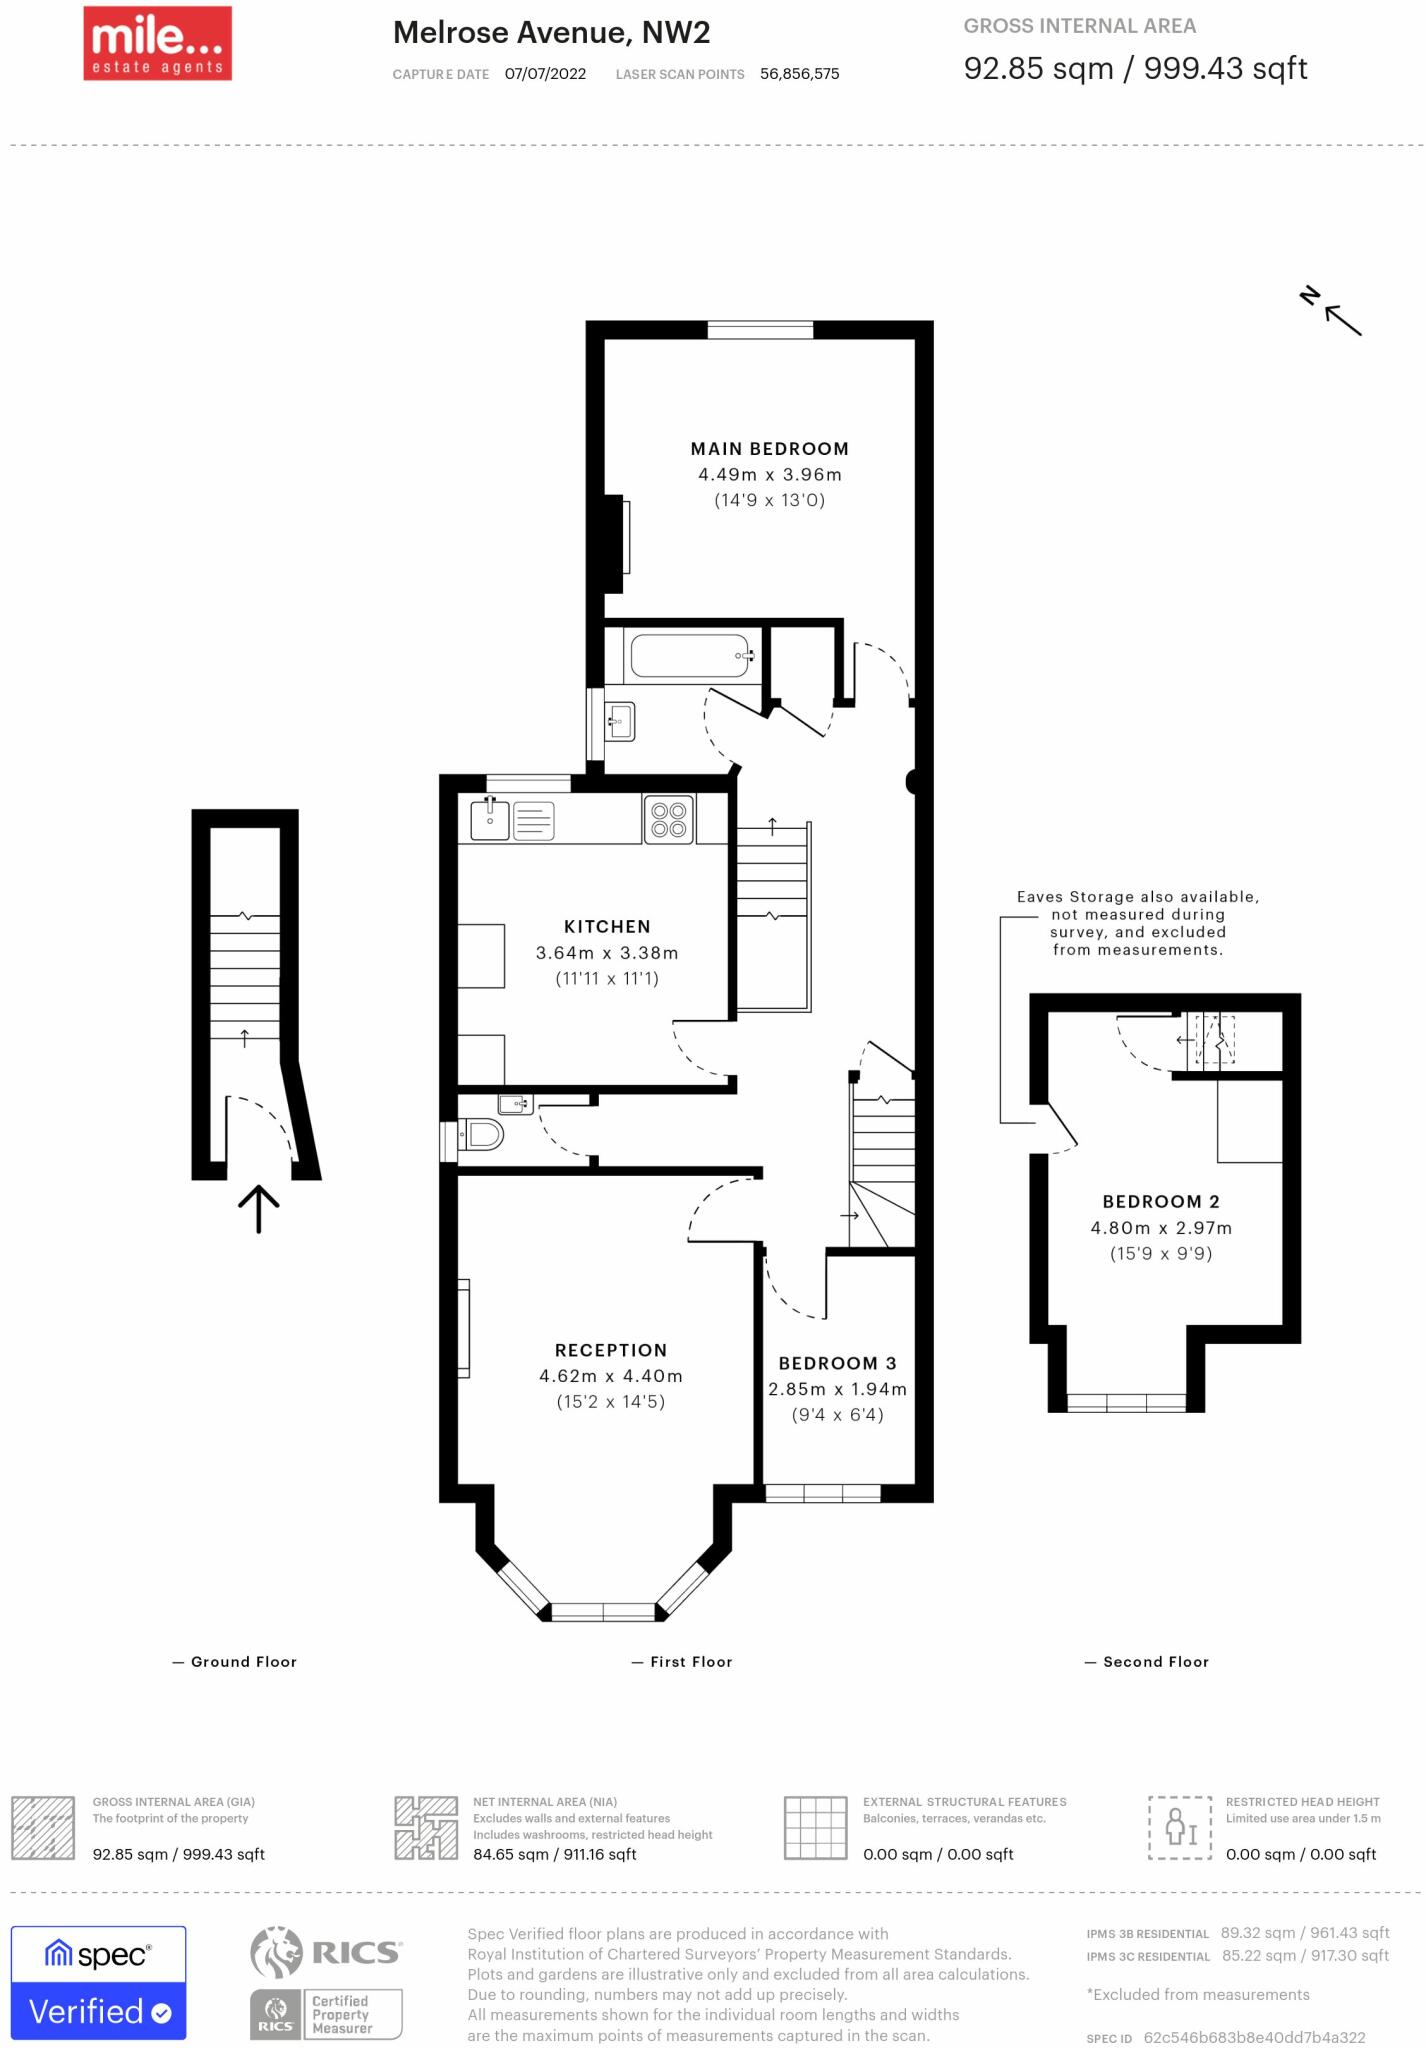 mile...
estate agents
Melrose Avenue, NW2
CAPTURE DATE 07/07/2022 LASER SCAN POINTS 56,856,575
GROSS INTERNAL AREA
92.85 sqm / 999.43 sqft
N
MAIN BEDROOM
4.49m x 3.96m
(14'9 x 13'0)
KITCHEN
3.64m x 3.38m
(11'11 x 11'1)
Eaves Storage also available,
not measured during
survey, and excluded
from measurements.
BEDROOM 2
4.80m x 2.97m
(15'9 x 9'9)
RECEPTION
4.62m x 4.40m
(15'2 x 14'5)
BEDROOM 3
2.85m x 1.94m
(9'4 x 6'4)
— Ground Floor
— First Floor
— Second Floor
GROSS INTERNAL AREA (GIA)
The footprint of the property
92.85 sqm / 999.43 sqft
NET INTERNAL AREA (NIA)
Excludes walls and external features
Includes washrooms, restricted head height
84.65 sqm / 911.16 sqft
EXTERNAL STRUCTURAL FEATURES
Balconies, terraces, verandas etc.
0.00 sqm / 0.00 sqft
RESTRICTED HEAD HEIGHT
Limited use area under 1.5 m
0.00 sqm / 0.00 sqft
spec®
Verified
RICS®
RICS®
Certified
Property
Measurer
Spec Verified floor plans are produced in accordance with
Royal Institution of Chartered Surveyors' Property Measurement Standards.
Plots and gardens are illustrative only and excluded from all area calculations.
Due to rounding, numbers may not add up precisely.
All measurements shown for the individual room lengths and widths
are the maximum points of measurements captured in the scan.
IPMS 3B RESIDENTIAL 89.32 sqm / 961.43 sqft
IPMS 3C RESIDENTIAL 85.22 sqm / 917.30 sqft
*Excluded from measurements
SPEC ID 62c546b683b8e40dd7b4a322